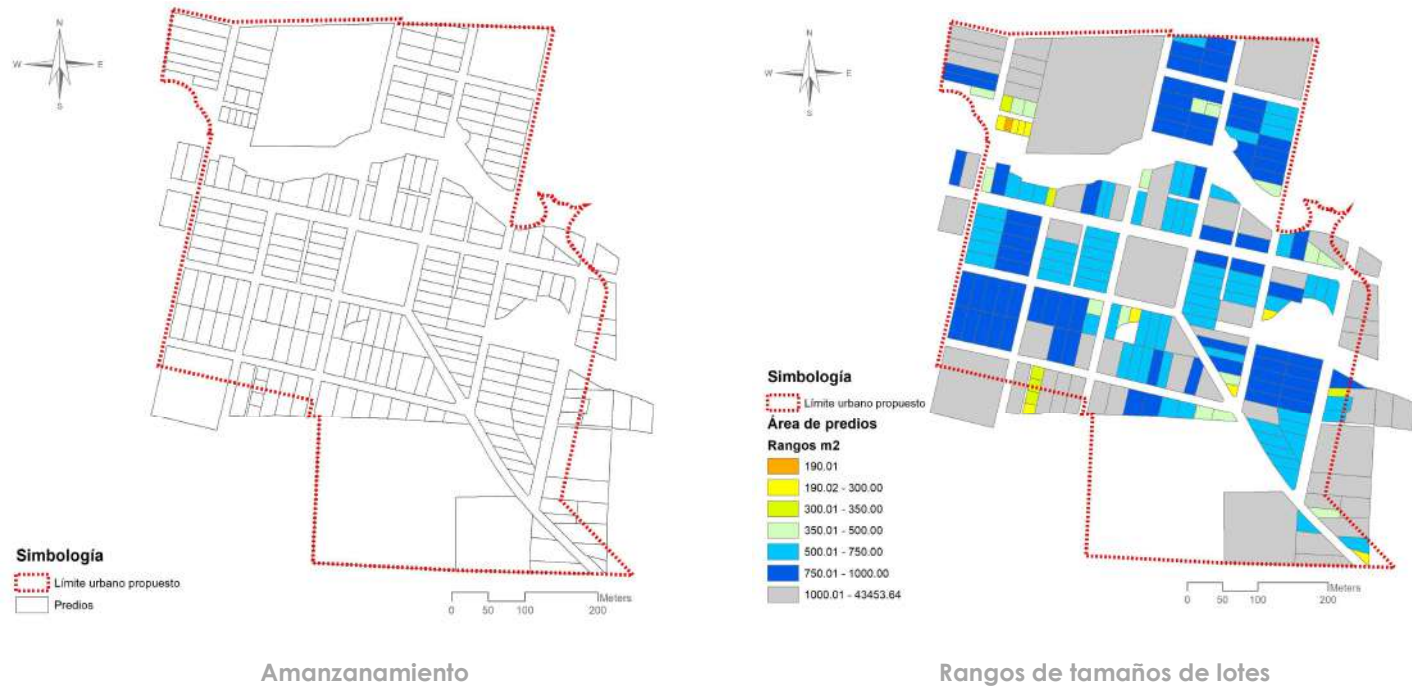 N
W
E
S
Simbología
Límite urbano propuesto
Predios
Meters
0 50 100 200
Amanzanamiento
N
W
E
S
Simbología
Límite urbano propuesto
Área de predios
Rangos m2
190.01
190.02 - 300.00
300.01 - 350.00
350.01 - 500.00
500.01 - 750.00
750.01 - 1000.00
1000.01 - 43453.64
Meters
0 50 100 200
Rangos de tamaños de lotes